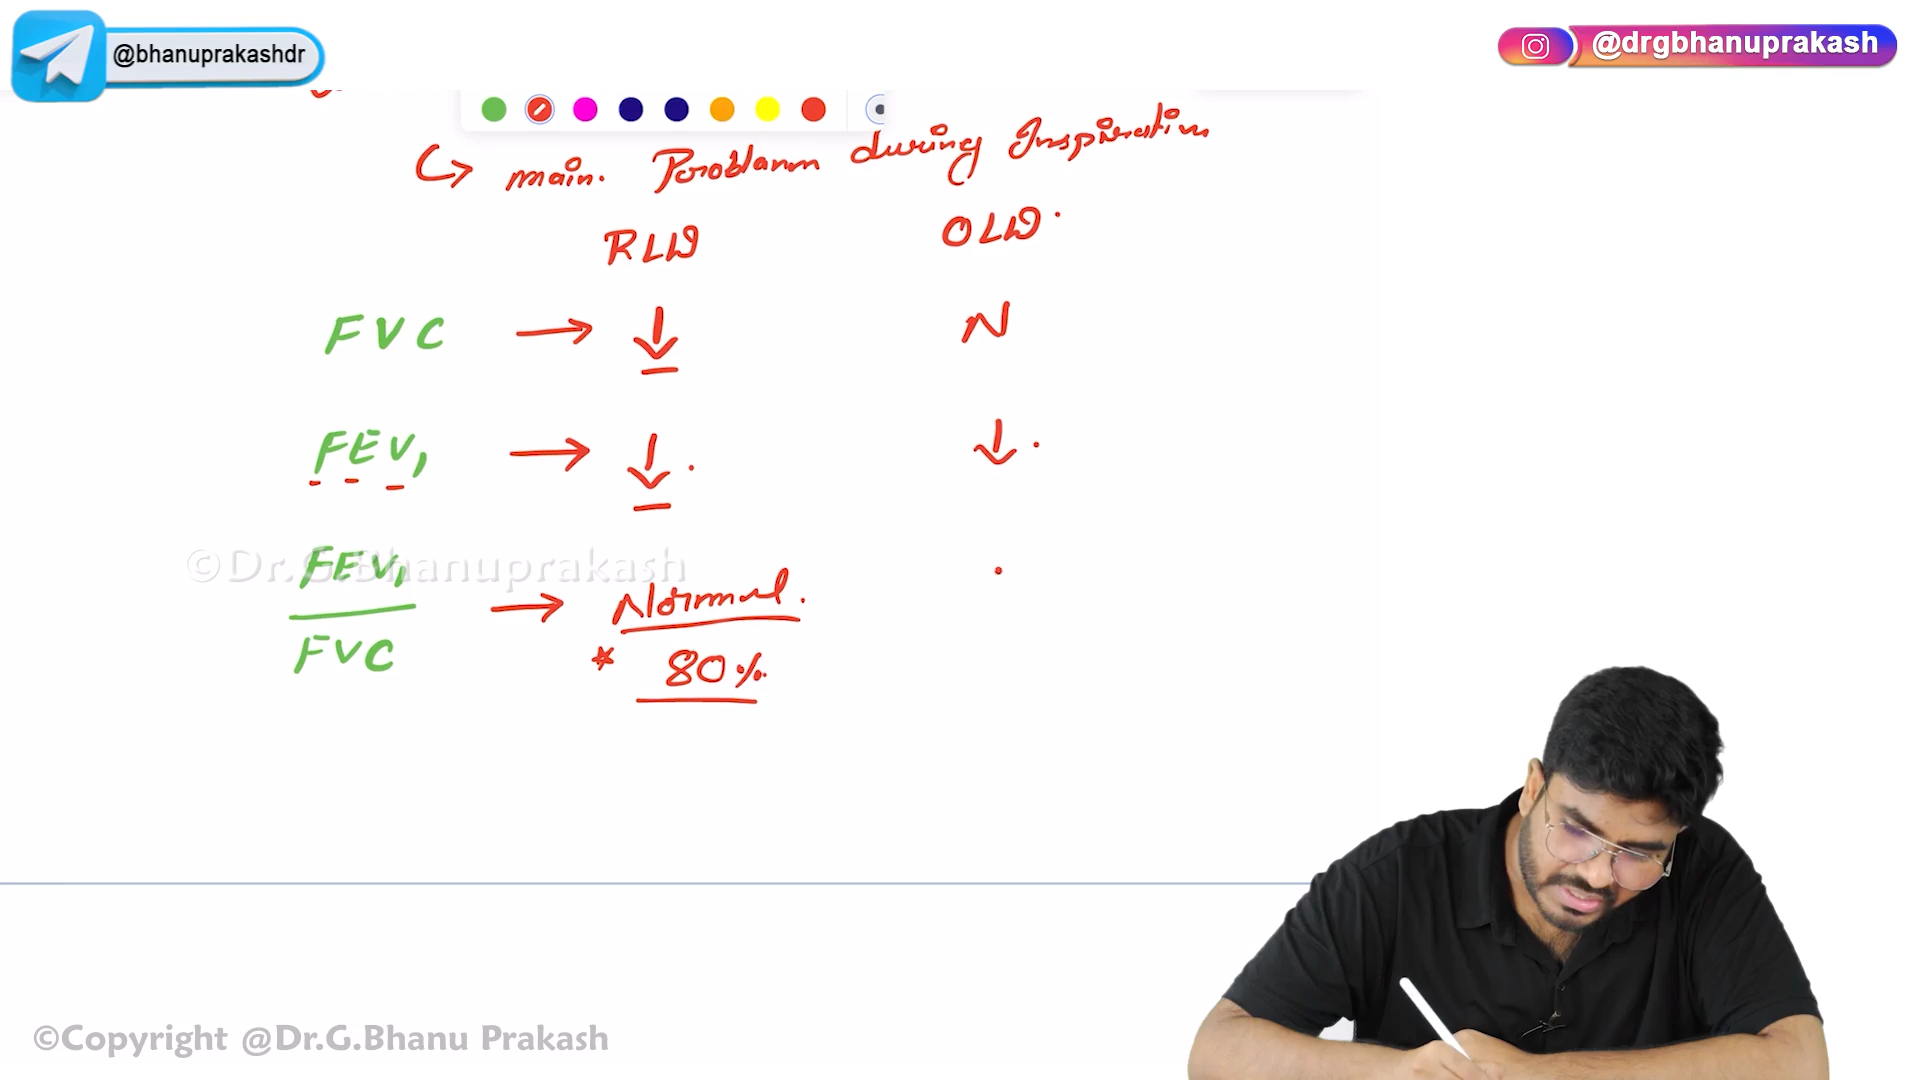 @bhanuprakashdr
@drgbhanuprakash
↳ main. Problamm during Inspiration
RLD OLD.
FVC → ↓ N
FEV₁ → ↓. ↓.
FEV₁
FVC
→ Normal.
* 80%.
©Dr.G.Bhanuprakash
©Copyright @Dr.G.Bhanu Prakash